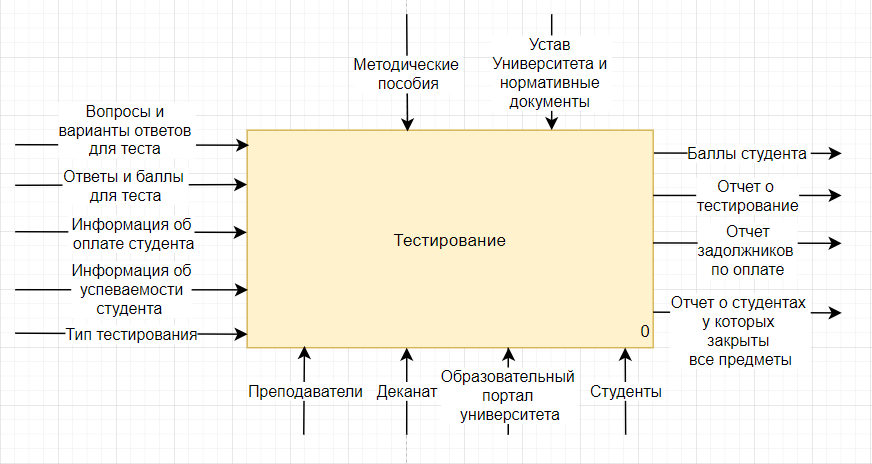 Методические
пособия
Устав
Университета и
нормативные
документы
Вопросы и
варианты ответов
для теста
Ответы и баллы
для теста
Информация об
оплате студента
Информация об
успеваемости
студента
Тип тестирования
Тестирование
0
Баллы студента
Отчет о
тестирование
Отчет
задолжников
по оплате
Отчет о студентах
у которых
закрыты
все предметы
Преподаватели
Деканат
Образовательный
портал
университета
Студенты